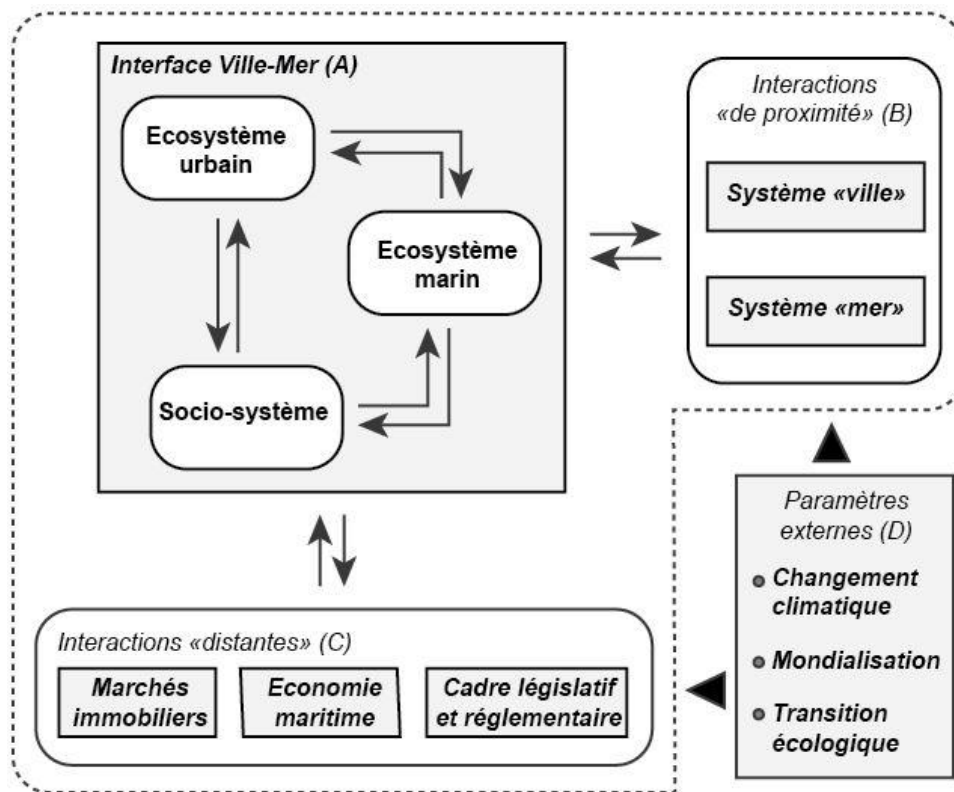 Interface Ville-Mer (A)
Ecosystème
urbain
Ecosystème
marin
Socio-système
Interactions
«de proximité» (B)
Système «ville»
Système «mer»
Interactions «distantes» (C)
Marchés
immobiliers
Economie
maritime
Cadre législatif
et réglementaire
Paramètres
externes (D)
Changement
climatique
Mondialisation
Transition
écologique